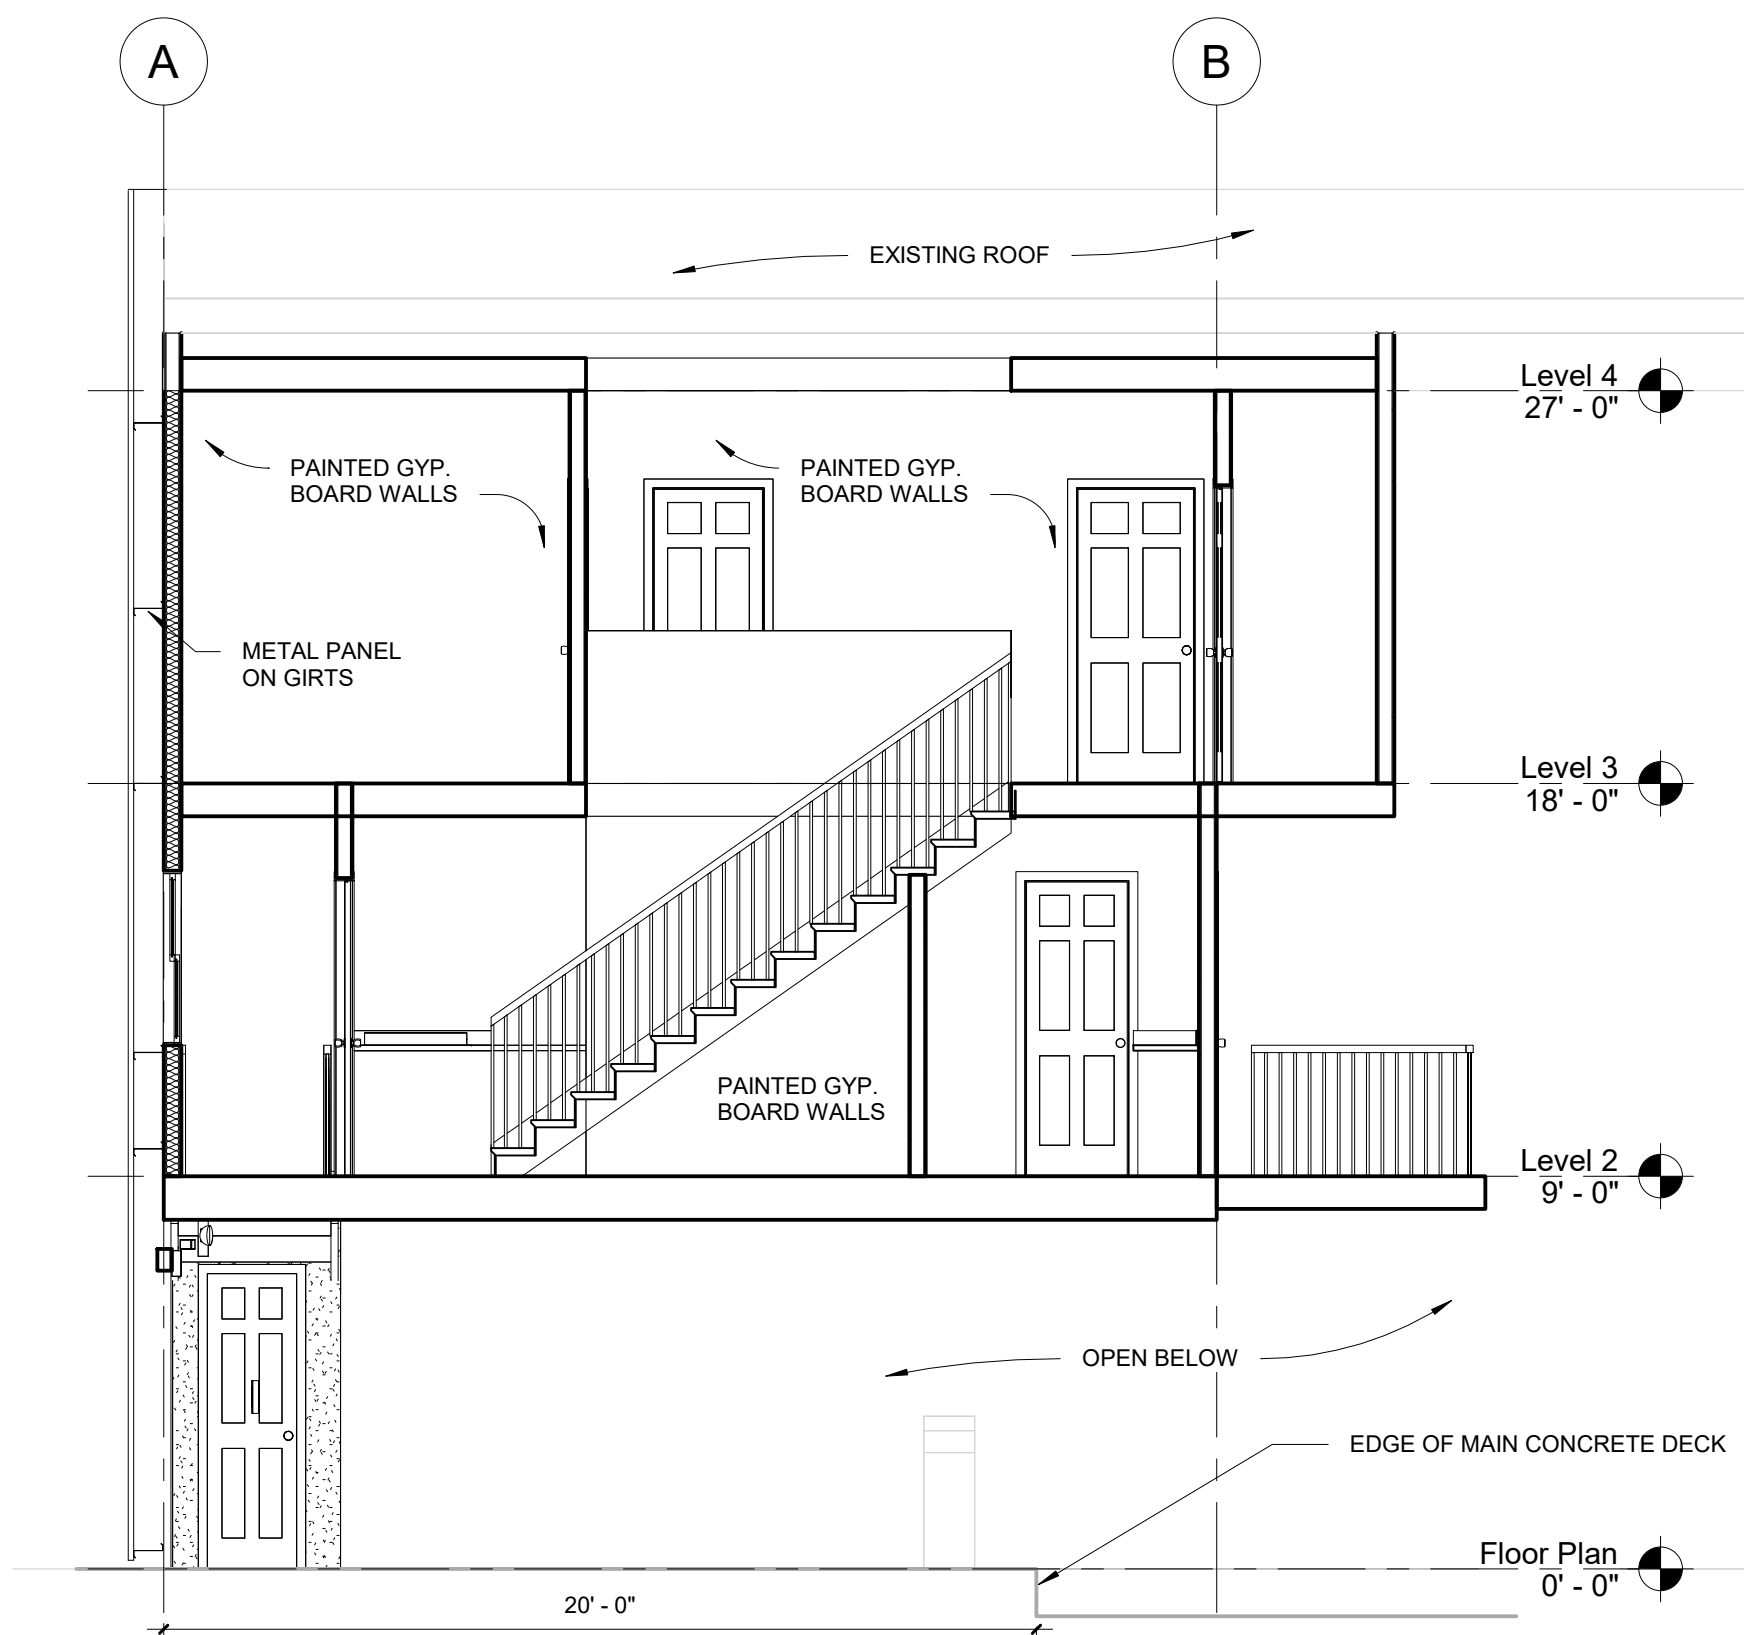 A
B
EXISTING ROOF
Level 4
27' - 0"
PAINTED GYP.
BOARD WALLS
PAINTED GYP.
BOARD WALLS
METAL PANEL
ON GIRTS
Level 3
18' - 0"
PAINTED GYP.
BOARD WALLS
Level 2
9' - 0"
OPEN BELOW
EDGE OF MAIN CONCRETE DECK
Floor Plan
0' - 0"
20' - 0"